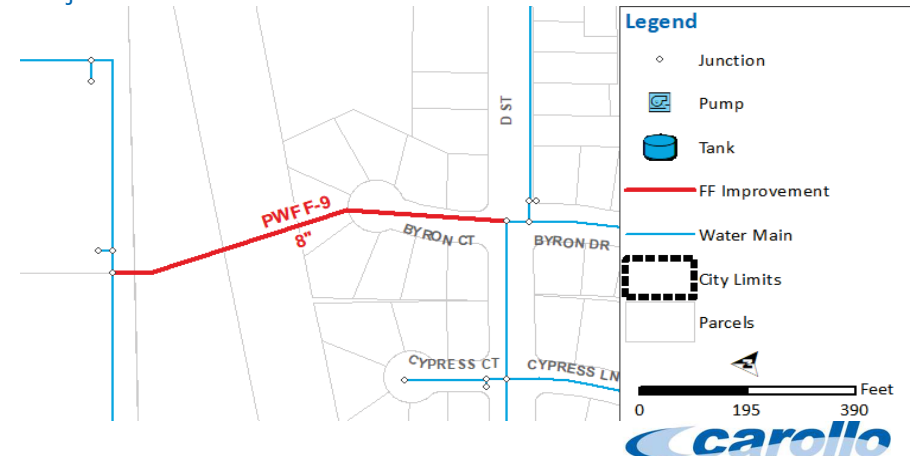 Legend
Junction
Pump
Tank
FF Improvement
Water Main
City Limits
Parcels
Feet
0 195 390
carollo
D ST
PWFF-9
8"
BYRON CT
BYRON DR
CYPRESS CT
CYPRESS LN